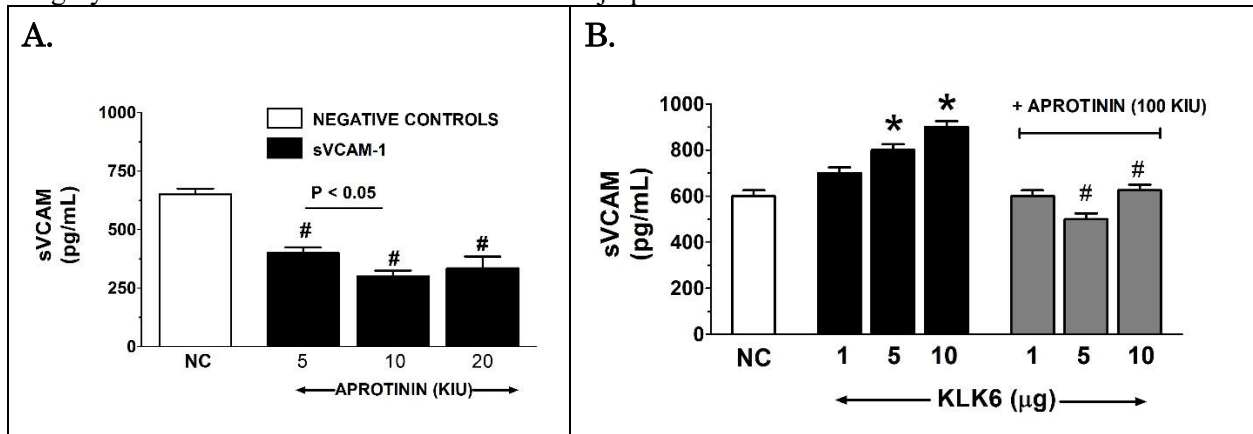 A.
1000
750
500
250
0
sVCAM
(pg/mL)
NEGATIVE CONTROLS
sVCAM-1
P < 0.05
#
#
#
NC
5
10
20
APROTININ (KIU)
B.
1000
800
600
400
200
0
sVCAM
(pg/mL)
+ APROTININ (100 KIU)
*
*
#
#
NC
1
5
10
1
5
10
KLK6 (µg)